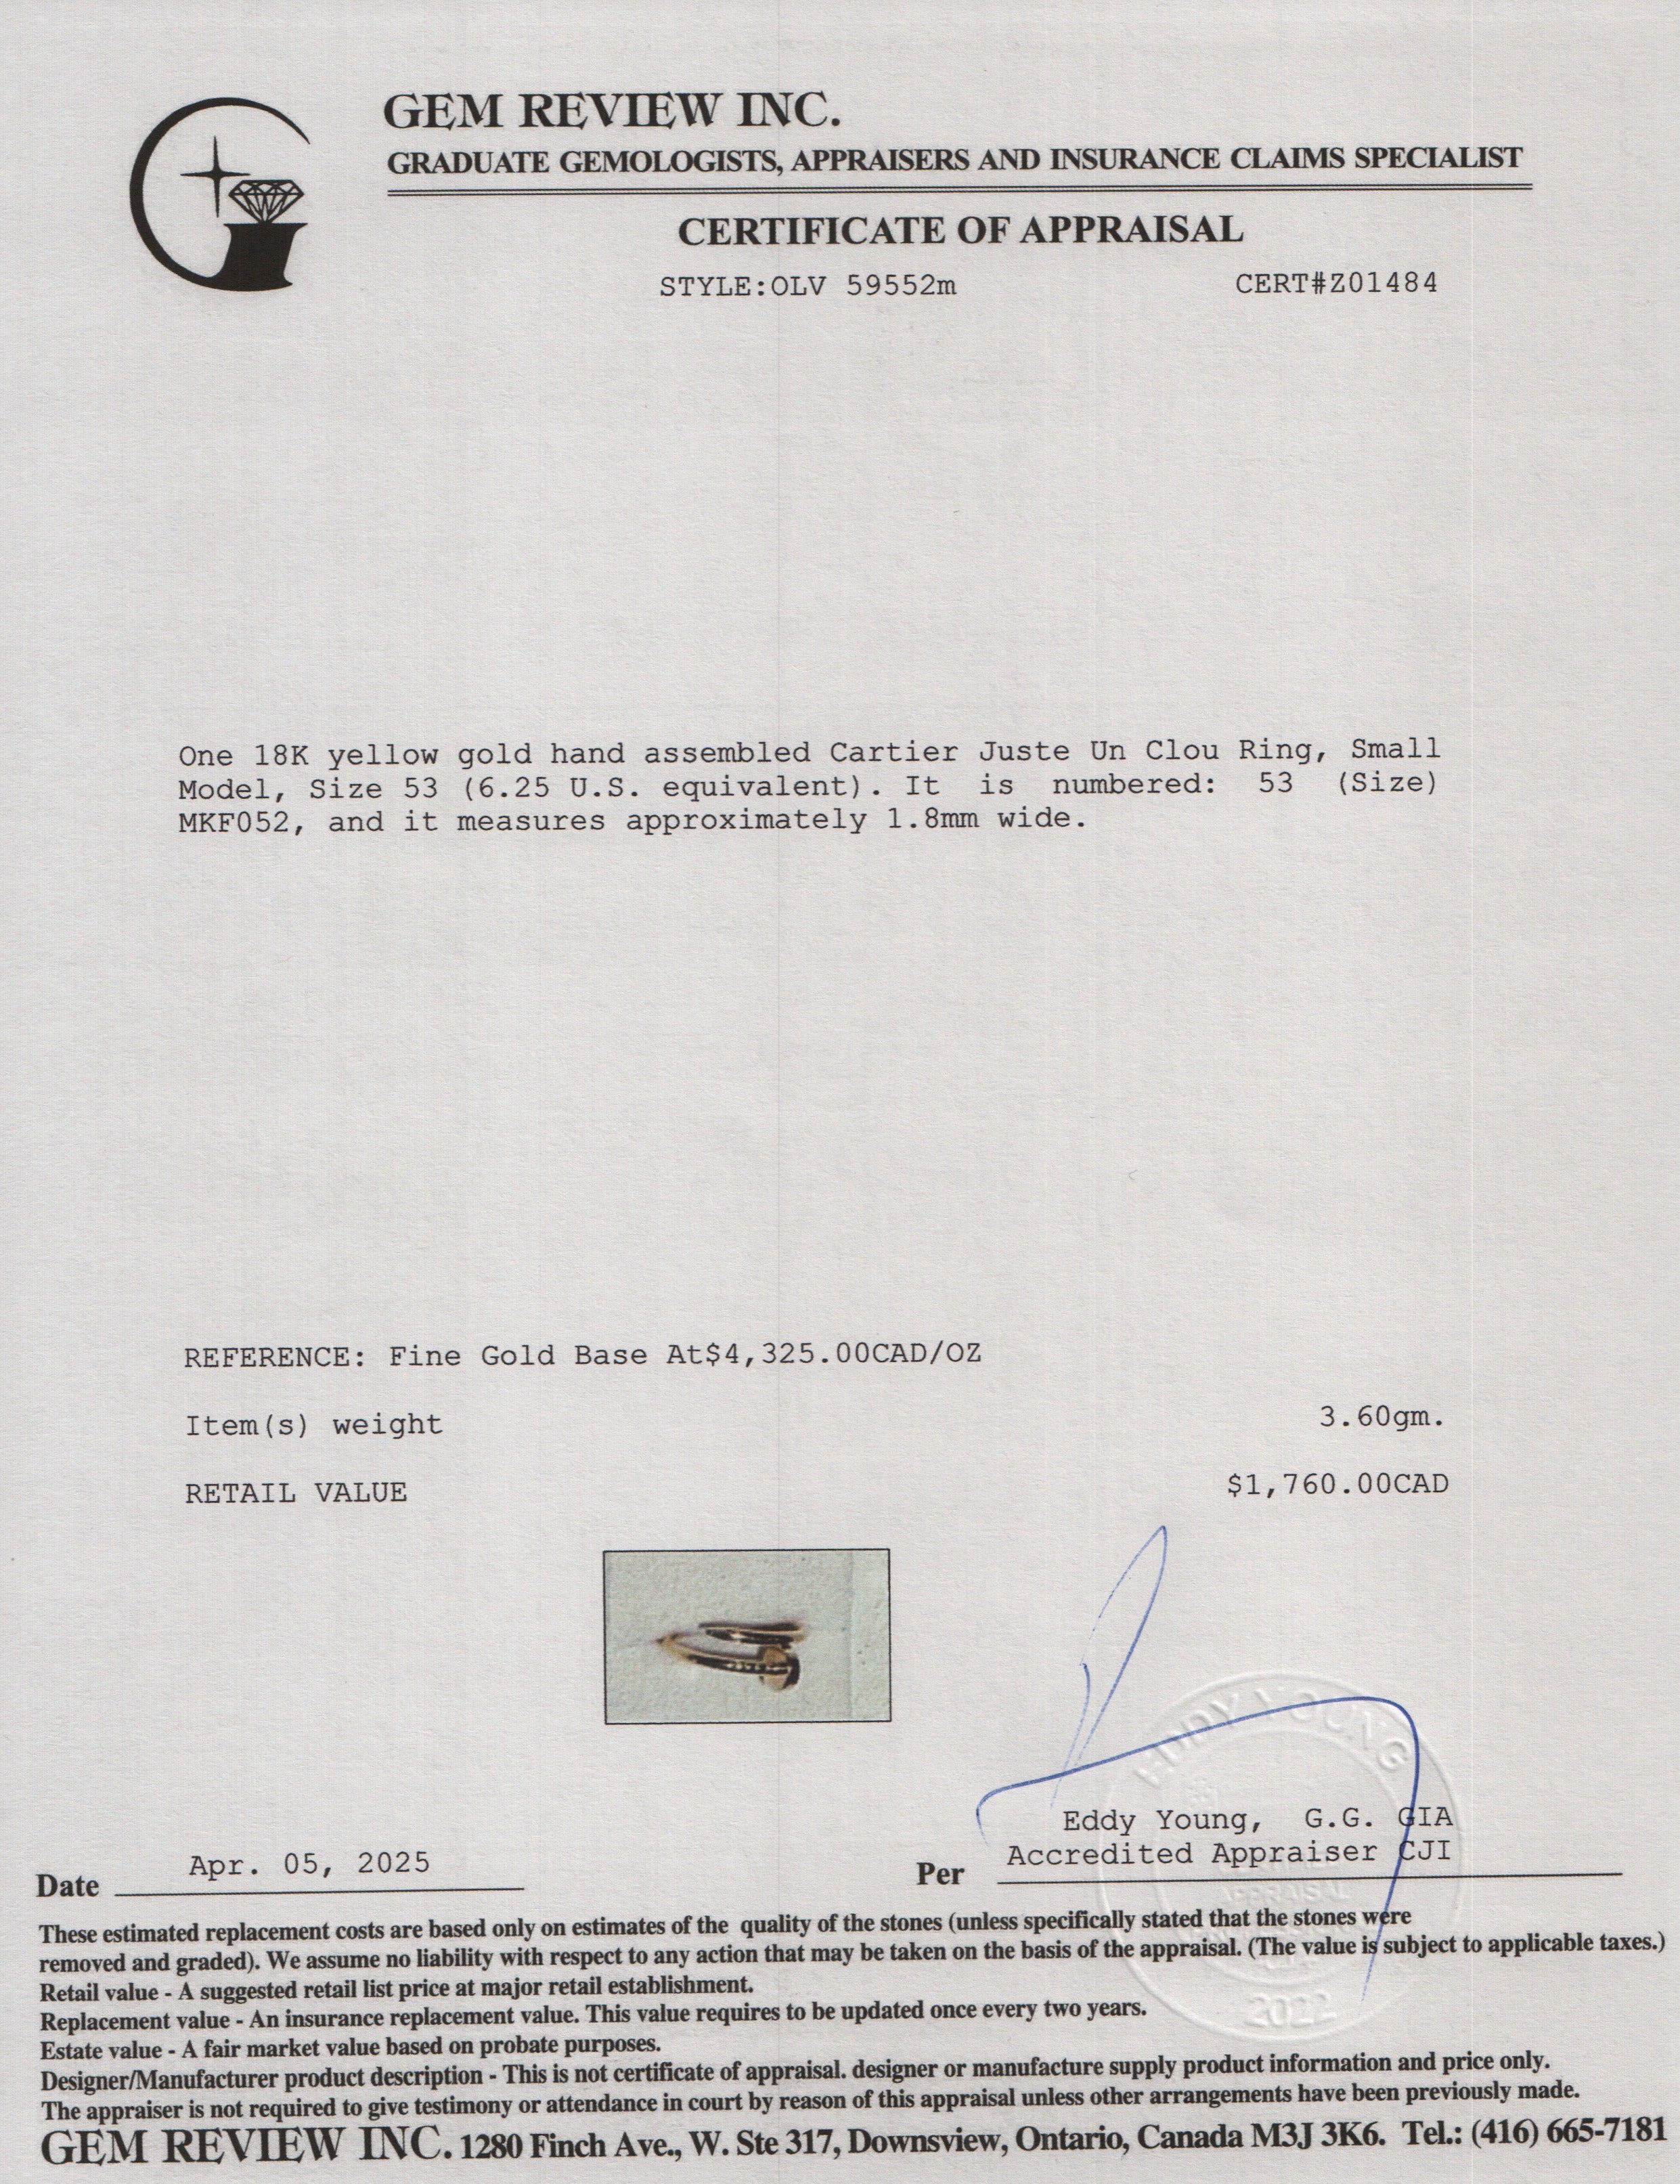 GEM REVIEW INC.
GRADUATE GEMOLOGISTS, APPRAISERS AND INSURANCE CLAIMS SPECIALIST
CERTIFICATE OF APPRAISAL
STYLE:OLV 59552m CERT#Z01484
One 18K yellow gold hand assembled Cartier Juste Un Clou Ring, Small
Model, Size 53 (6.25 U.S. equivalent). It is numbered: 53 (Size)
MKF052, and it measures approximately 1.8mm wide.
REFERENCE: Fine Gold Base At$4,325.00CAD/OZ
Item(s) weight 3.60gm.
RETAIL VALUE $1,760.00CAD
EDDY YOUNG
Eddy Young, G.G. GIA
Accredited Appraiser CJI
Date Apr. 05, 2025 Per
APPRAISAL
2022
These estimated replacement costs are based only on estimates of the quality of the stones (unless specifically stated that the stones were
removed and graded). We assume no liability with respect to any action that may be taken on the basis of the appraisal. (The value is subject to applicable taxes.)
Retail value - A suggested retail list price at major retail establishment.
Replacement value - An insurance replacement value. This value requires to be updated once every two years.
Estate value - A fair market value based on probate purposes.
Designer/Manufacturer product description - This is not certificate of appraisal. designer or manufacture supply product information and price only.
The appraiser is not required to give testimony or attendance in court by reason of this appraisal unless other arrangements have been previously made.
GEM REVIEW INC. 1280 Finch Ave., W. Ste 317, Downsview, Ontario, Canada M3J 3K6. Tel.: (416) 665-7181